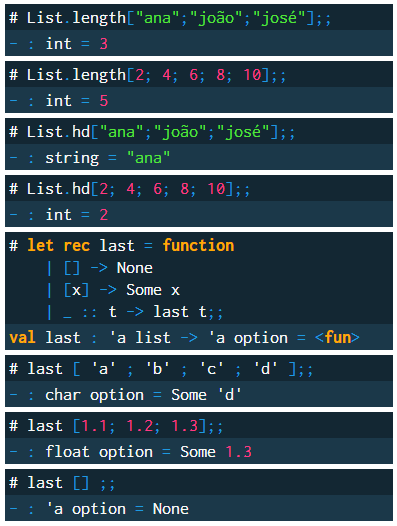 # List.length["ana";"joão";"josé"];;
- : int = 3
# List.length[2; 4; 6; 8; 10];;
- : int = 5
# List.hd["ana";"joão";"josé"];;
- : string = "ana"
# List.hd[2; 4; 6; 8; 10];;
- : int = 2
# let rec last = function
    | [] -> None
    | [x] -> Some x
    | _ :: t -> last t;;
val last : 'a list -> 'a option = <fun>
# last [ 'a' ; 'b' ; 'c' ; 'd' ];;
- : char option = Some 'd'
# last [1.1; 1.2; 1.3];;
- : float option = Some 1.3
# last [] ;;
- : 'a option = None